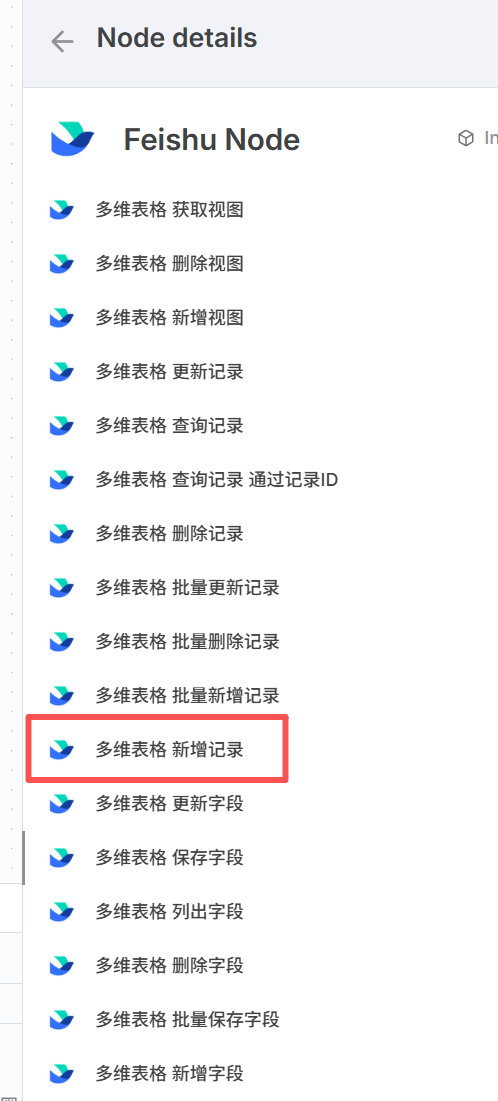 Node details
Feishu Node
In
多维表格 获取视图
多维表格 删除视图
多维表格 新增视图
多维表格 更新记录
多维表格 查询记录
多维表格 查询记录 通过记录ID
多维表格 删除记录
多维表格 批量更新记录
多维表格 批量删除记录
多维表格 批量新增记录
多维表格 新增记录
多维表格 更新字段
多维表格 保存字段
多维表格 列出字段
多维表格 删除字段
多维表格 批量保存字段
多维表格 新增字段